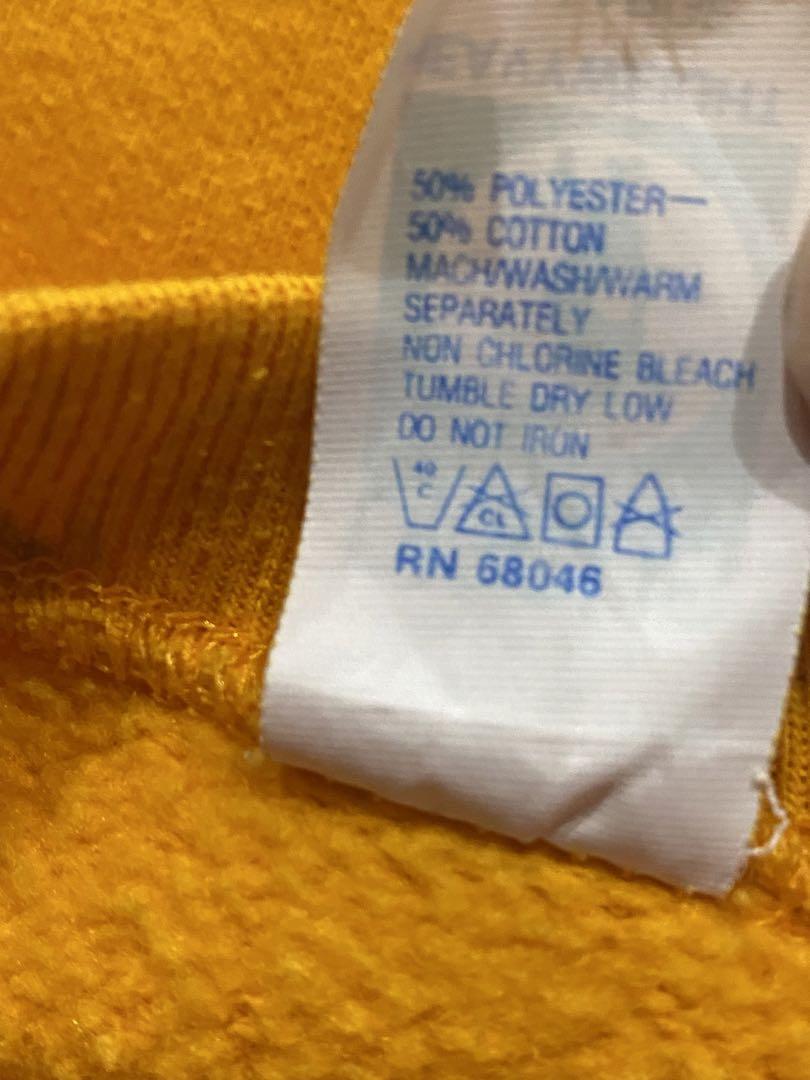 50% POLYESTER—
50% COTTON
MACH/WASH/WARM
SEPARATELY
NON CHLORINE BLEACH
TUMBLE DRY LOW
DO NOT IRON
40
C
CL
RN 68046